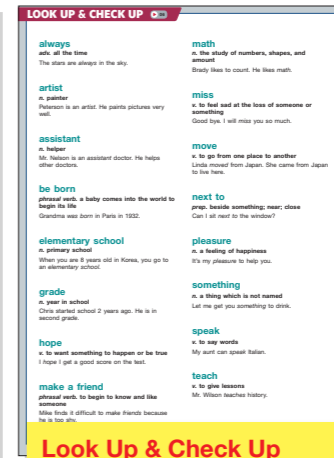 LOOK UP & CHECK UP
always
adv. all the time
The stars are always in the sky.
artist
n. painter
Peterson is an artist. He paints pictures very
well.
assistant
n. helper
Mr. Nelson is an assistant doctor. He helps
other doctors.
be born
phrasal verb. a baby comes into the world to
begin its life
Grandma was born in Paris in 1932.
elementary school
n. primary school
When you are 8 years old in Korea, you go to
an elementary school.
grade
n. year in school
Chris started school 2 years ago. He is in
second grade.
hope
v. to want something to happen or be true
I hope I get a good score on the test.
make a friend
phrasal verb. to begin to know and like
someone
Mike finds it difficult to make friends because
he is too shy.
math
n. the study of numbers, shapes, and
amount
Brady likes to count. He likes math.
miss
v. to feel sad at the loss of someone or
something
Good bye. I will miss you so much.
move
v. to go from one place to another
Linda moved from Japan. She came from Japan
to live here.
next to
prep. beside something; near; close
Can I sit next to the window?
pleasure
n. a feeling of happiness
It's my pleasure to help you.
something
n. a thing which is not named
Let me get you something to drink.
speak
v. to say words
My aunt can speak Italian.
teach
v. to give lessons
Mr. Wilson teaches history.
Look Up & Check Up